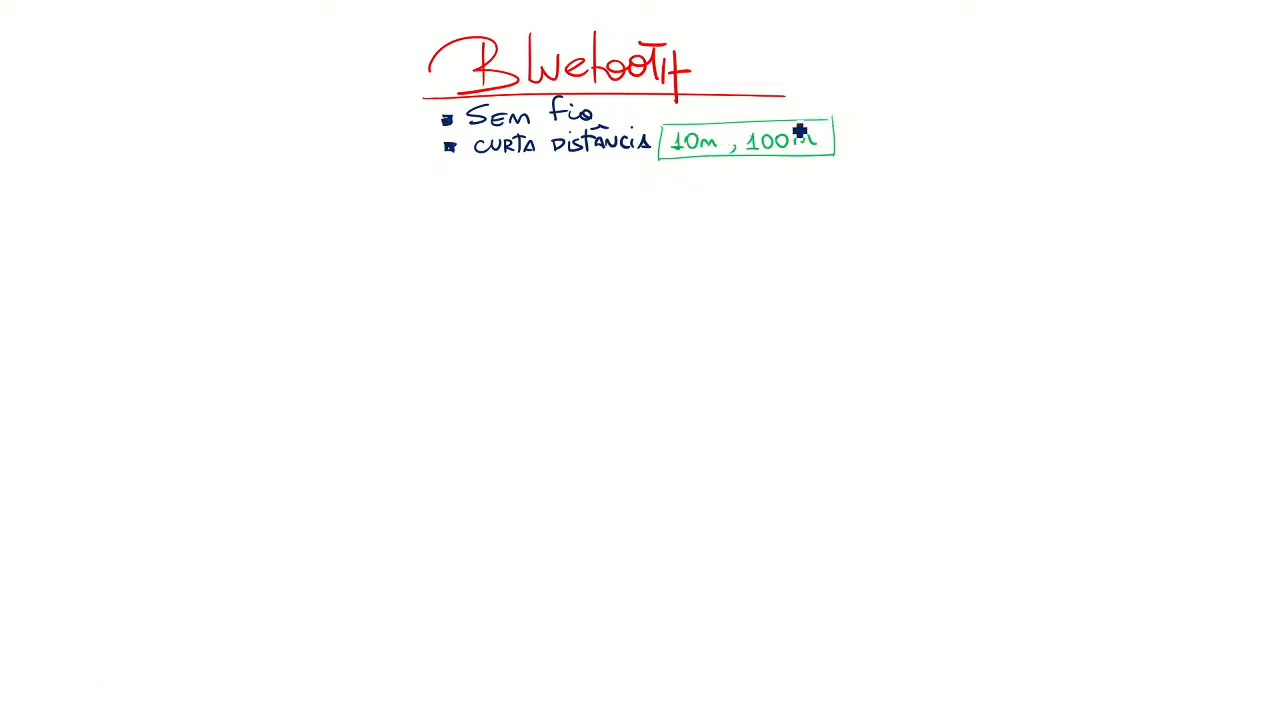 Bluetooth
▪ SEM fio
▪ CURTA DISTÂNCIA 10m, 100m